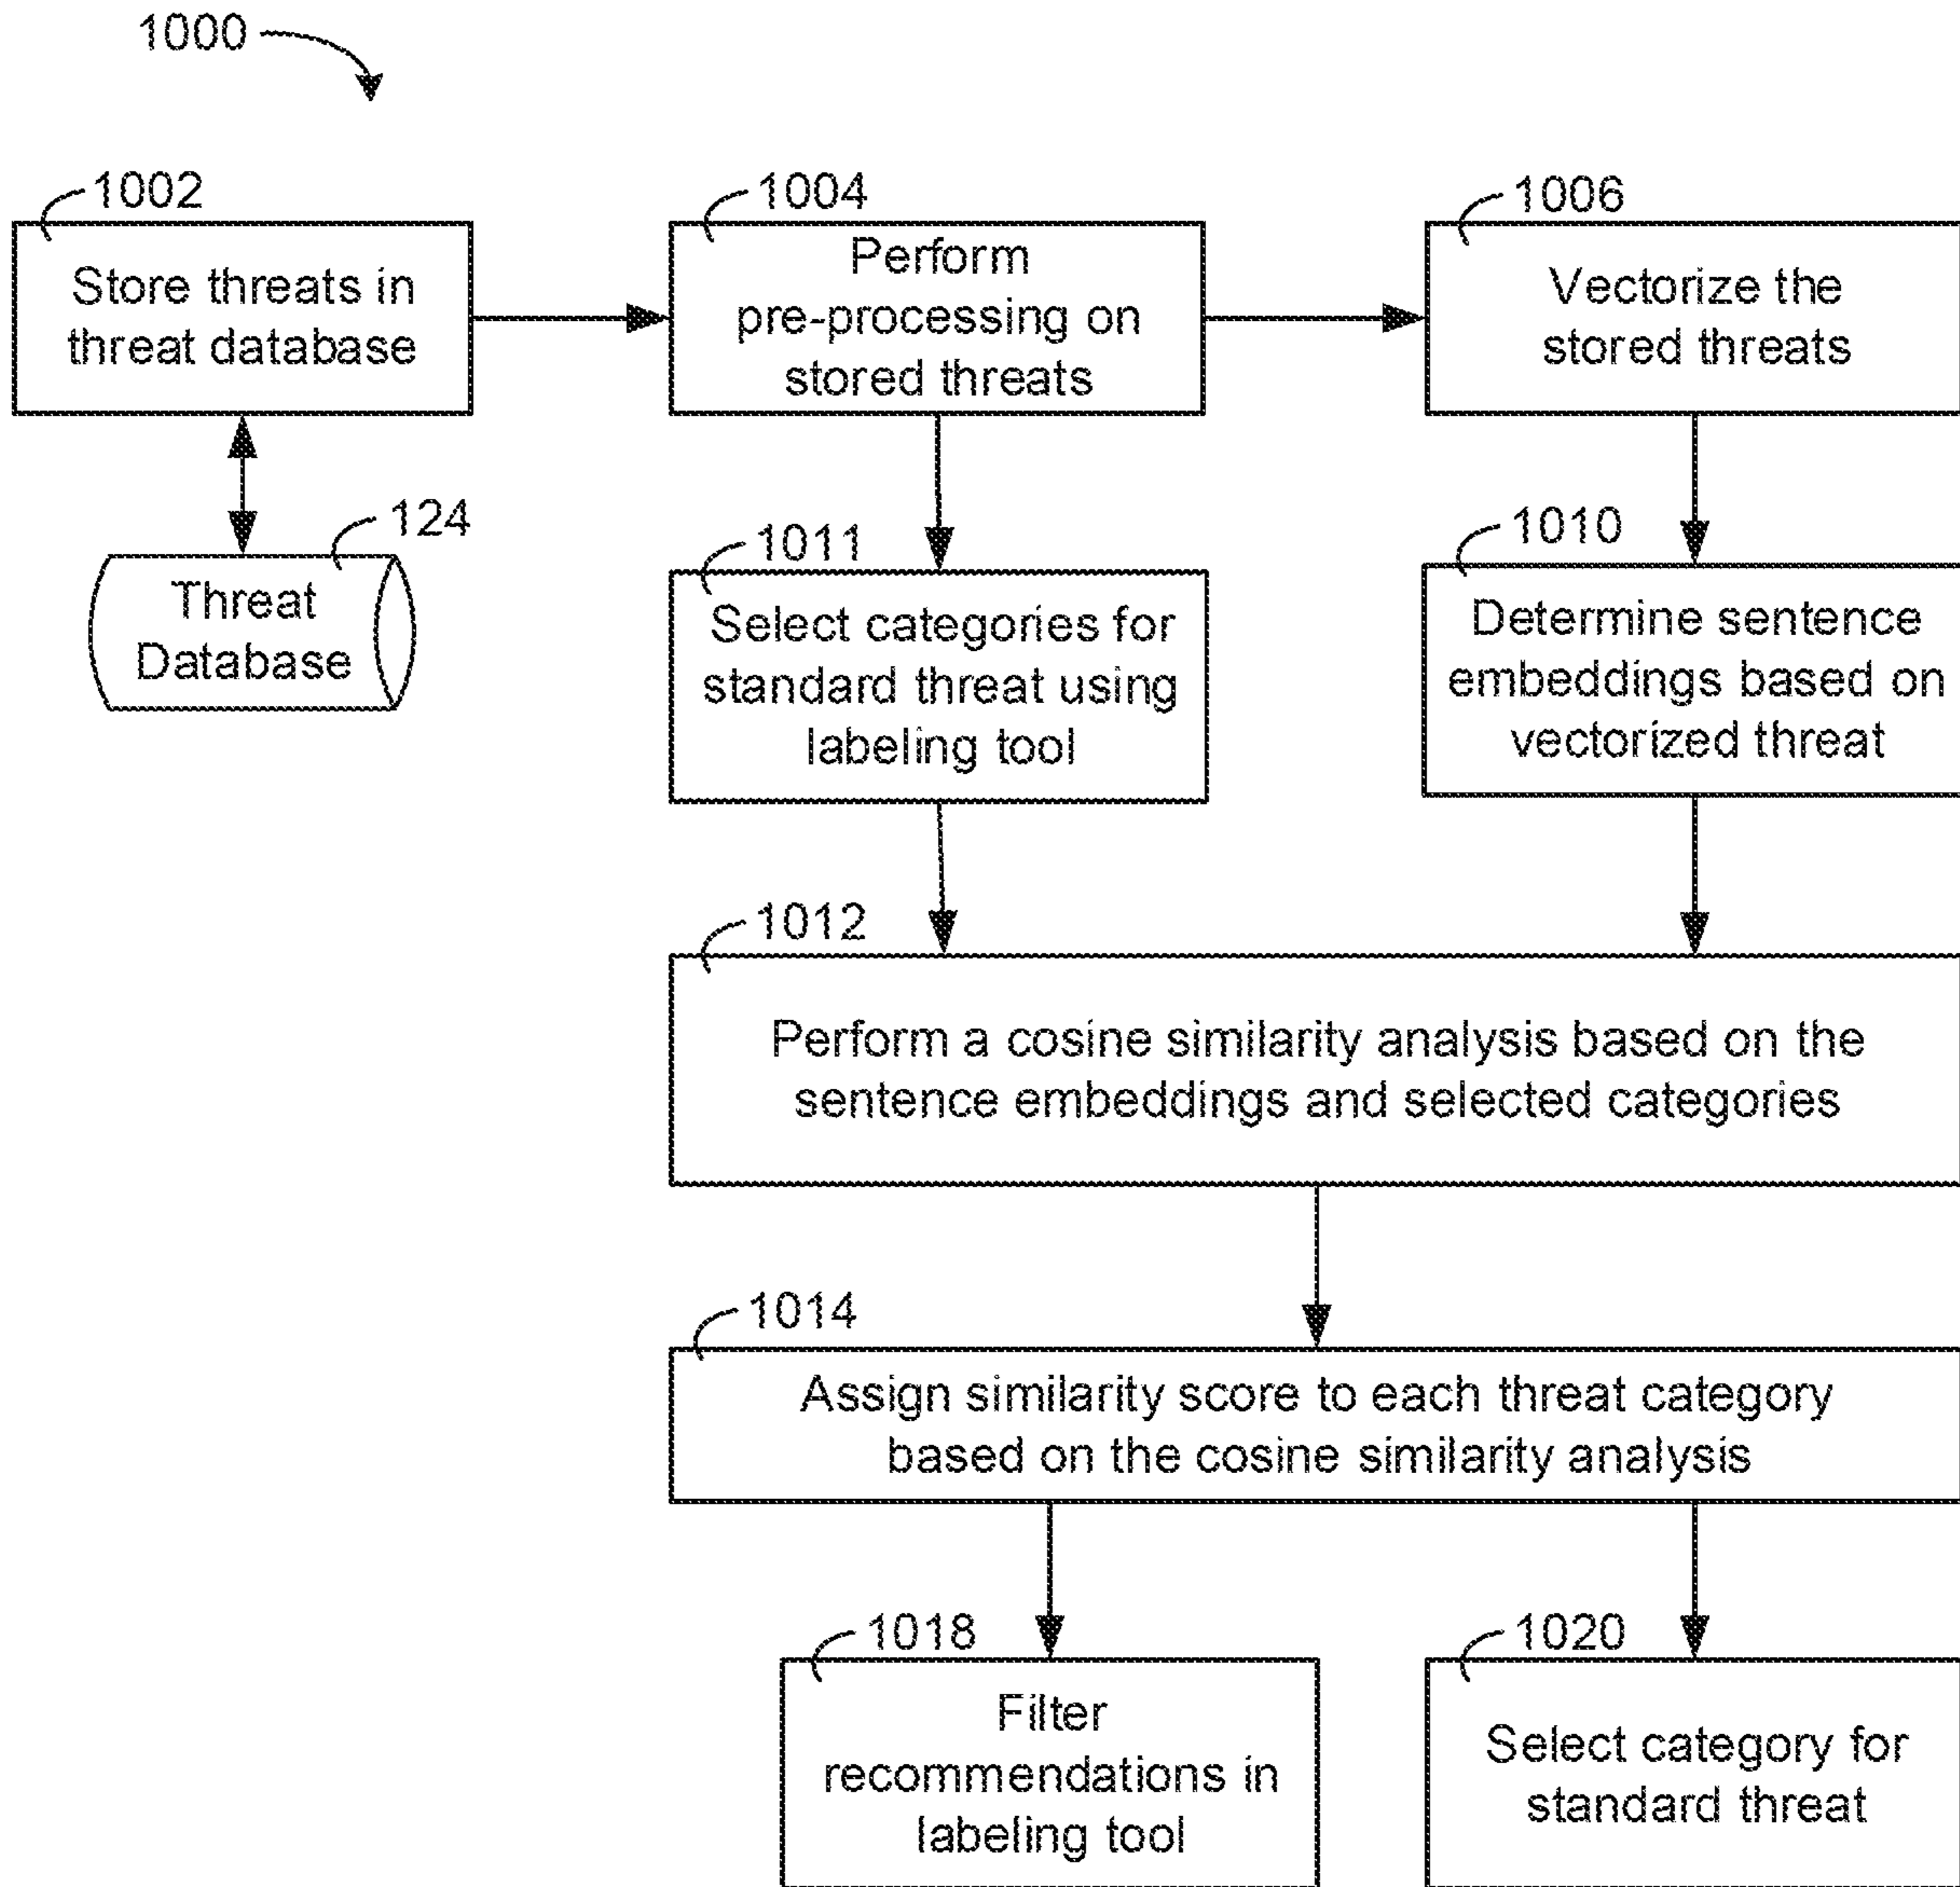 1000
1002
Store threats in
threat database
1004
Perform
pre-processing on
stored threats
1006
Vectorize the
stored threats
124
Threat
Database
1011
Select categories for
standard threat using
labeling tool
1010
Determine sentence
embeddings based on
vectorized threat
1012
Perform a cosine similarity analysis based on the
sentence embeddings and selected categories
1014
Assign similarity score to each threat category
based on the cosine similarity analysis
1018
Filter
recommendations in
labeling tool
1020
Select category for
standard threat